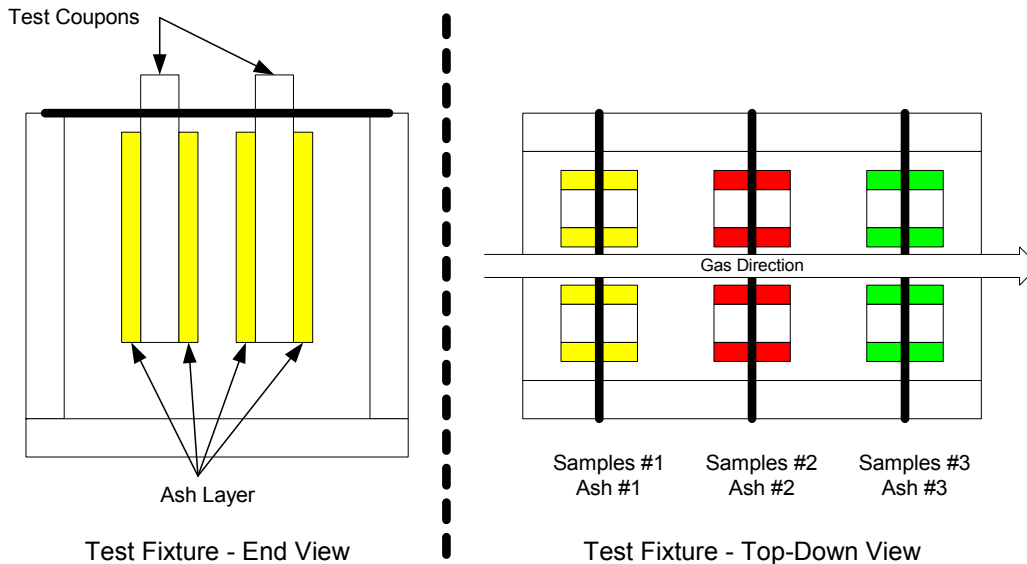 Test Coupons
Ash Layer
Test Fixture - End View
Gas Direction
Samples #1
Ash #1
Samples #2
Ash #2
Samples #3
Ash #3
Test Fixture - Top-Down View